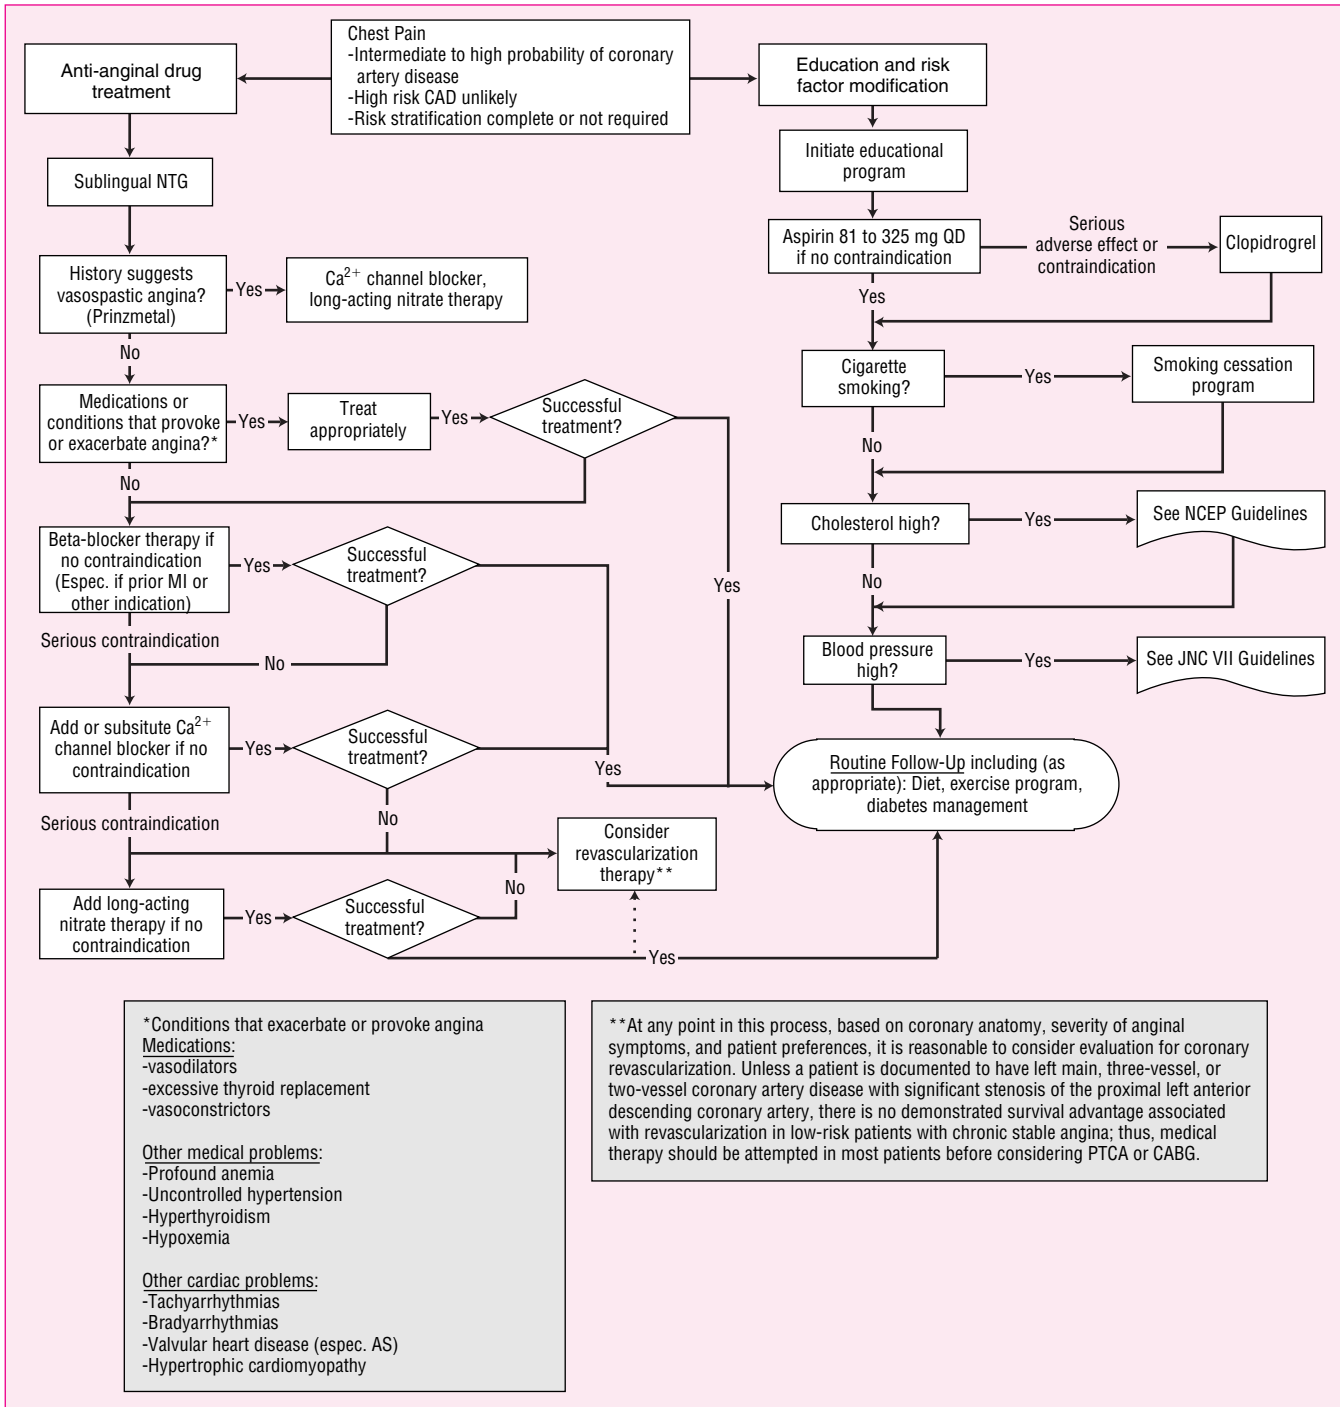 Chest Pain
-Intermediate to high probability of coronary
artery disease
-High risk CAD unlikely
-Risk stratification complete or not required
Anti-anginal drug
treatment
Education and risk
factor modification
Sublingual NTG
Initiate educational
program
History suggests
vasospastic angina?
(Prinzmetal)
Yes
Ca2+ channel blocker,
long-acting nitrate therapy
No
Aspirin 81 to 325 mg QD
if no contraindication
Serious
adverse effect or
contraindication
Clopidrogrel
Yes
Medications or
conditions that provoke
or exacerbate angina?*
Yes
Treat
appropriately
Yes
Successful
treatment?
No
Cigarette
smoking?
Yes
Smoking cessation
program
No
Beta-blocker therapy if
no contraindication
(Espec. if prior MI or
other indication)
Yes
Successful
treatment?
Yes
Serious contraindication
No
Cholesterol high?
Yes
See NCEP Guidelines
No
Blood pressure
high?
Yes
See JNC VII Guidelines
Add or subsitute Ca2+
channel blocker if no
contraindication
Yes
Successful
treatment?
Yes
Serious contraindication
No
Routine Follow-Up including (as
appropriate): Diet, exercise program,
diabetes management
Consider
revascularization
therapy**
Add long-acting
nitrate therapy if no
contraindication
Yes
Successful
treatment?
No
Yes
*Conditions that exacerbate or provoke angina
Medications:
-vasodilators
-excessive thyroid replacement
-vasoconstrictors
Other medical problems:
-Profound anemia
-Uncontrolled hypertension
-Hyperthyroidism
-Hypoxemia
Other cardiac problems:
-Tachyarrhythmias
-Bradyarrhythmias
-Valvular heart disease (espec. AS)
-Hypertrophic cardiomyopathy
**At any point in this process, based on coronary anatomy, severity of anginal
symptoms, and patient preferences, it is reasonable to consider evaluation for coronary
revascularization. Unless a patient is documented to have left main, three-vessel, or
two-vessel coronary artery disease with significant stenosis of the proximal left anterior
descending coronary artery, there is no demonstrated survival advantage associated
with revascularization in low-risk patients with chronic stable angina; thus, medical
therapy should be attempted in most patients before considering PTCA or CABG.